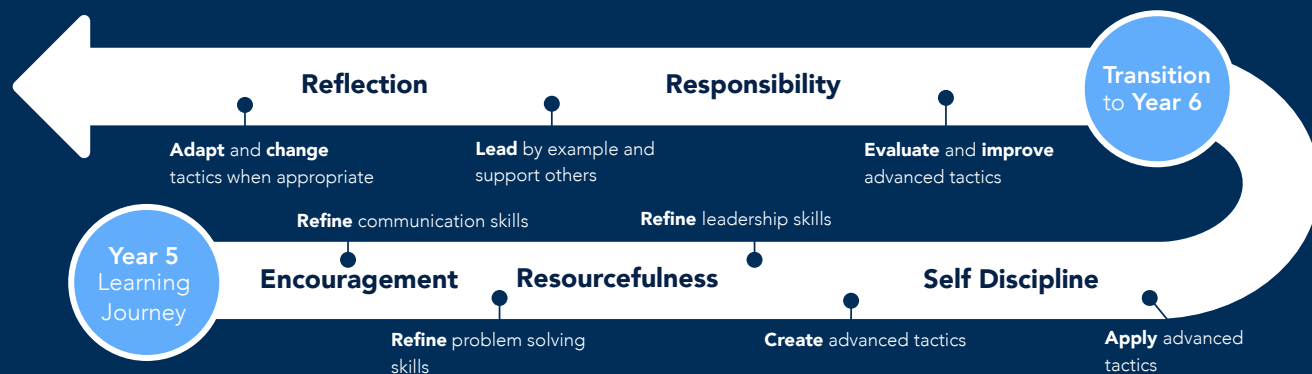 Reflection
Responsibility
Transition
to Year 6
Adapt and change
tactics when appropriate
Lead by example and
support others
Evaluate and improve
advanced tactics
Refine communication skills
Refine leadership skills
Year 5
Learning
Journey
Encouragement
Resourcefulness
Self Discipline
Refine problem solving
skills
Create advanced tactics
Apply advanced
tactics